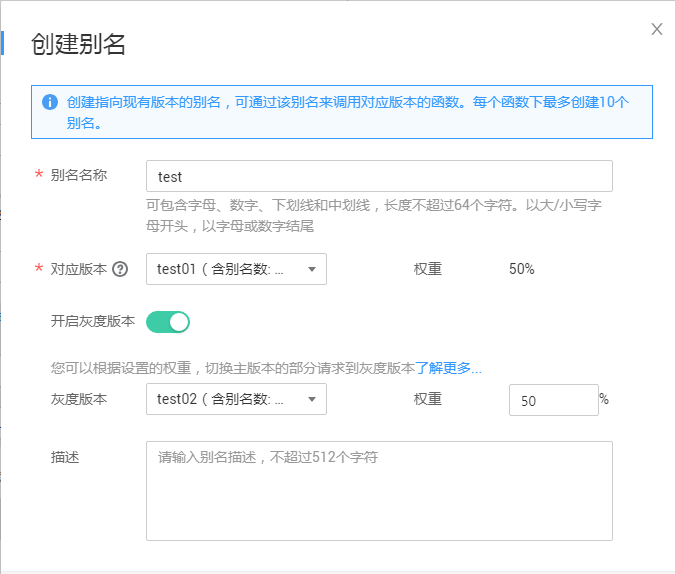 创建别名
创建指向现有版本的别名，可通过该别名来调用对应版本的函数。每个函数下最多创建10个
别名。
* 别名名称 test
可包含字母、数字、下划线和中划线，长度不超过64个字符。以大/小写字
母开头，以字母或数字结尾
* 对应版本 test01（含别名数: ... 权重 50%
开启灰度版本
您可以根据设置的权重，切换主版本的部分请求到灰度版本了解更多...
灰度版本 test02（含别名数: ... 权重 50 %
描述 请输入别名描述，不超过512个字符